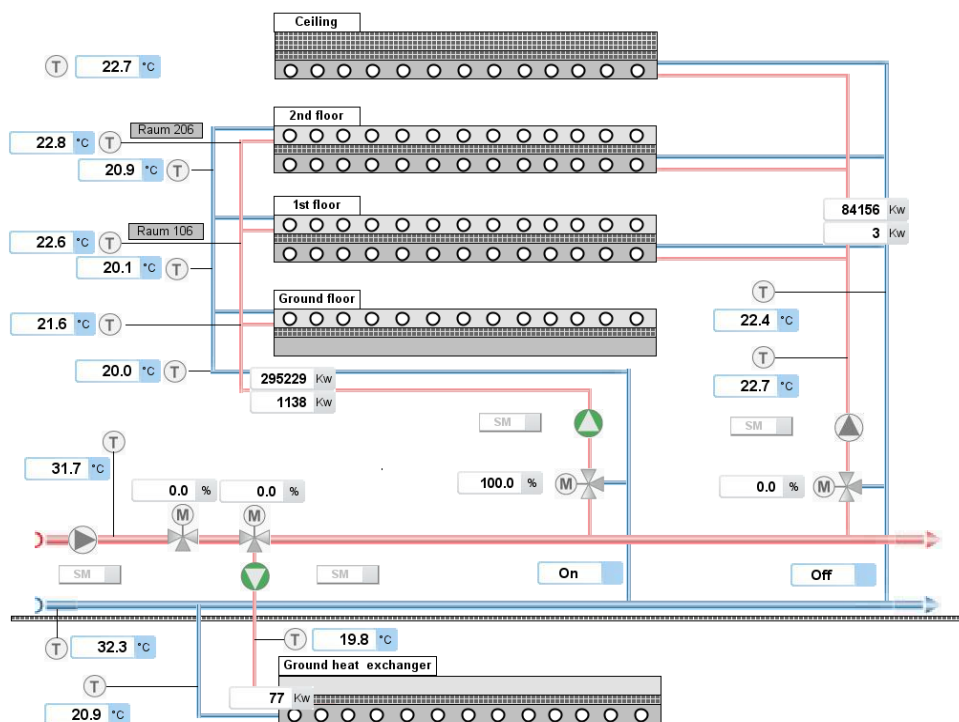 Ceiling
T 22.7 °C
2nd floor
Raum 206
22.8 °C T
20.9 °C T
1st floor
84156 Kw
3 Kw
Raum 106
22.6 °C T
20.1 °C T
T
Ground floor
22.4 °C
21.6 °C T
T
20.0 °C T
295229 Kw
22.7 °C
1138 Kw
SM
SM
T
31.7 °C
0.0 %
0.0 %
100.0 % M
0.0 % M
M
M
SM
SM
On
Off
T 19.8 °C
T 32.3 °C
Ground heat exchanger
T
77 Kw
20.9 °C